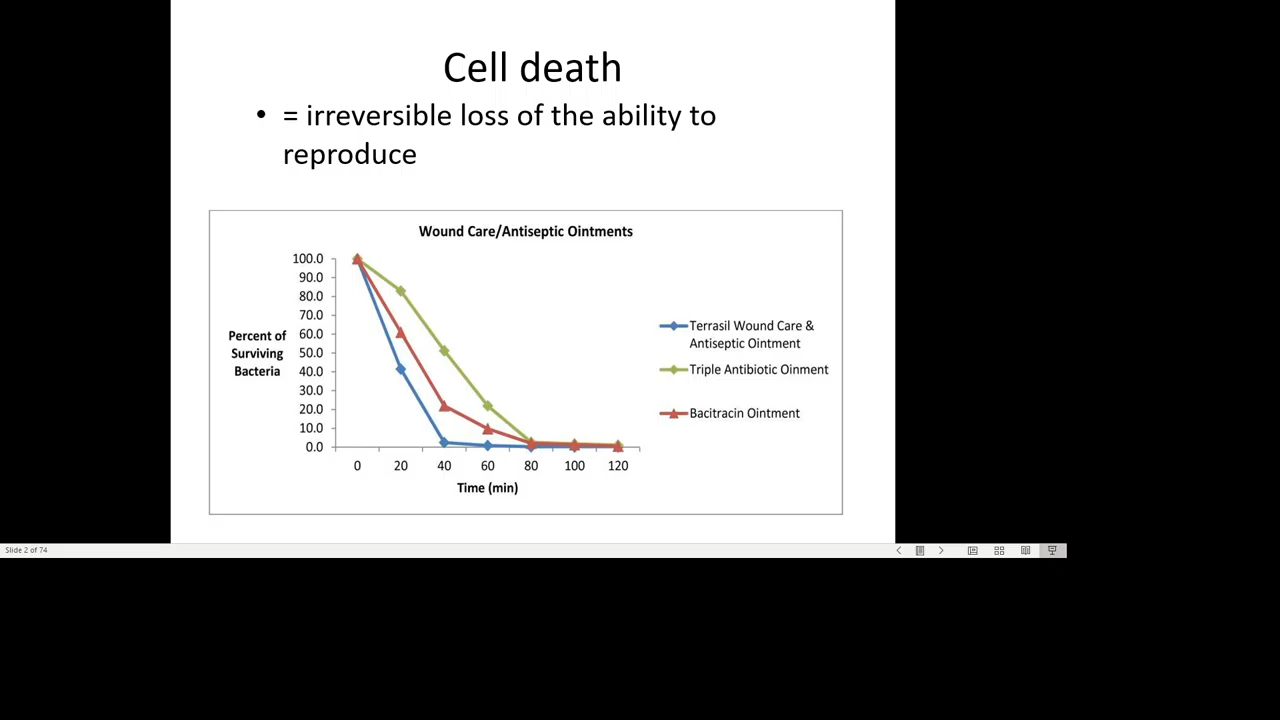 Cell death
• = irreversible loss of the ability to
reproduce
Wound Care/Antiseptic Ointments
100.0
90.0
80.0
70.0
60.0
50.0
40.0
30.0
20.0
10.0
0.0
Percent of
Surviving
Bacteria
0 20 40 60 80 100 120
Time (min)
Terrasil Wound Care &
Antiseptic Ointment
Triple Antibiotic Oinment
Bacitracin Ointment
Slide 2 of 74